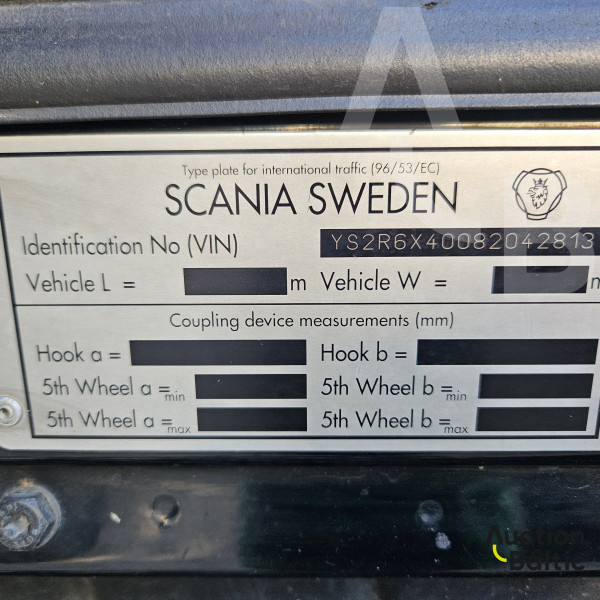 Type plate for international traffic (96/53/EC)
SCANIA SWEDEN
Identification No (VIN) YS2R6X40082042813
Vehicle L = m Vehicle W = m
Coupling device measurements (mm)
Hook a = Hook b =
5th Wheel a = min 5th Wheel b = min
5th Wheel a = max 5th Wheel b = max
Auction
Baltic